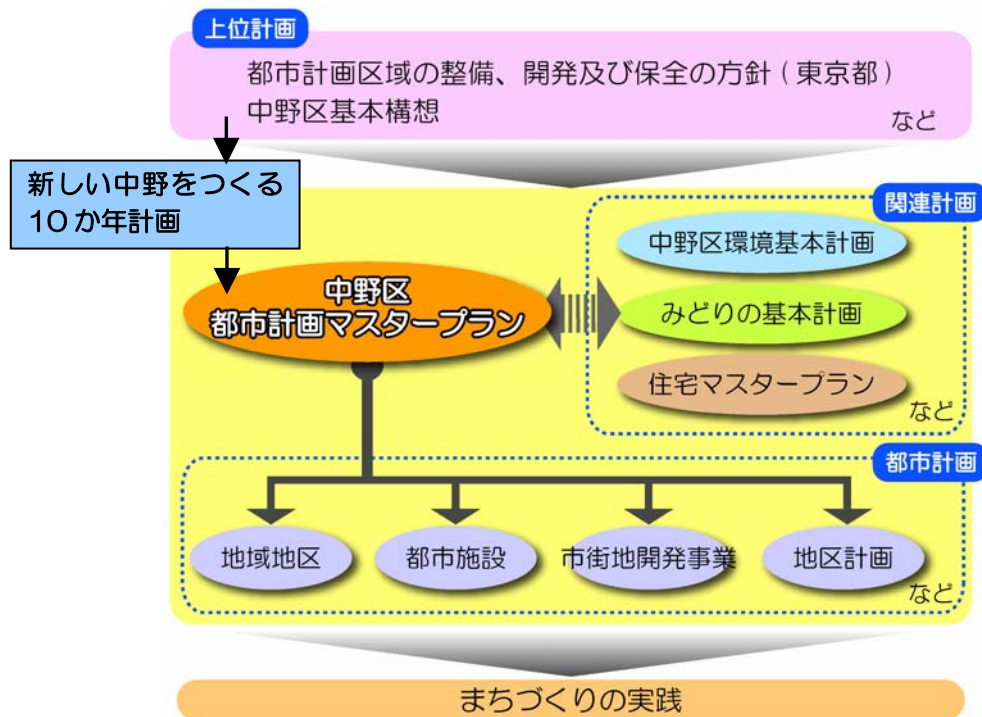 上位計画
都市計画区域の整備、開発及び保全の方針(東京都)
中野区基本構想
など
新しい中野をつくる
10か年計画
関連計画
中野区環境基本計画
中野区
都市計画マスタープラン
みどりの基本計画
住宅マスタープラン
など
都市計画
地域地区
都市施設
市街地開発事業
地区計画
など
まちづくりの実践